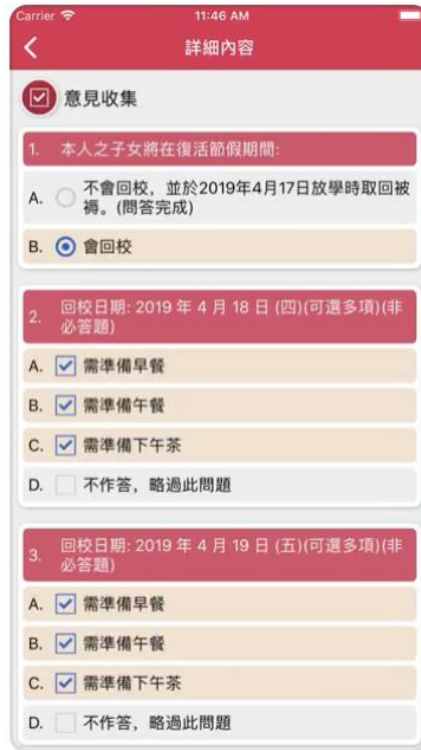 Carrier 11:46 AM
詳細內容
意見收集
1. 本人之子女將在復活節假期間:
A. 不會回校，並於2019年4月17日放學時取回被
褥。(問答完成)
B. 會回校
2. 回校日期: 2019 年 4 月 18 日 (四)(可選多項)(非
必答題)
A. 需準備早餐
B. 需準備午餐
C. 需準備下午茶
D. 不作答，略過此問題
3. 回校日期: 2019 年 4 月 19 日 (五)(可選多項)(非
必答題)
A. 需準備早餐
B. 需準備午餐
C. 需準備下午茶
D. 不作答，略過此問題